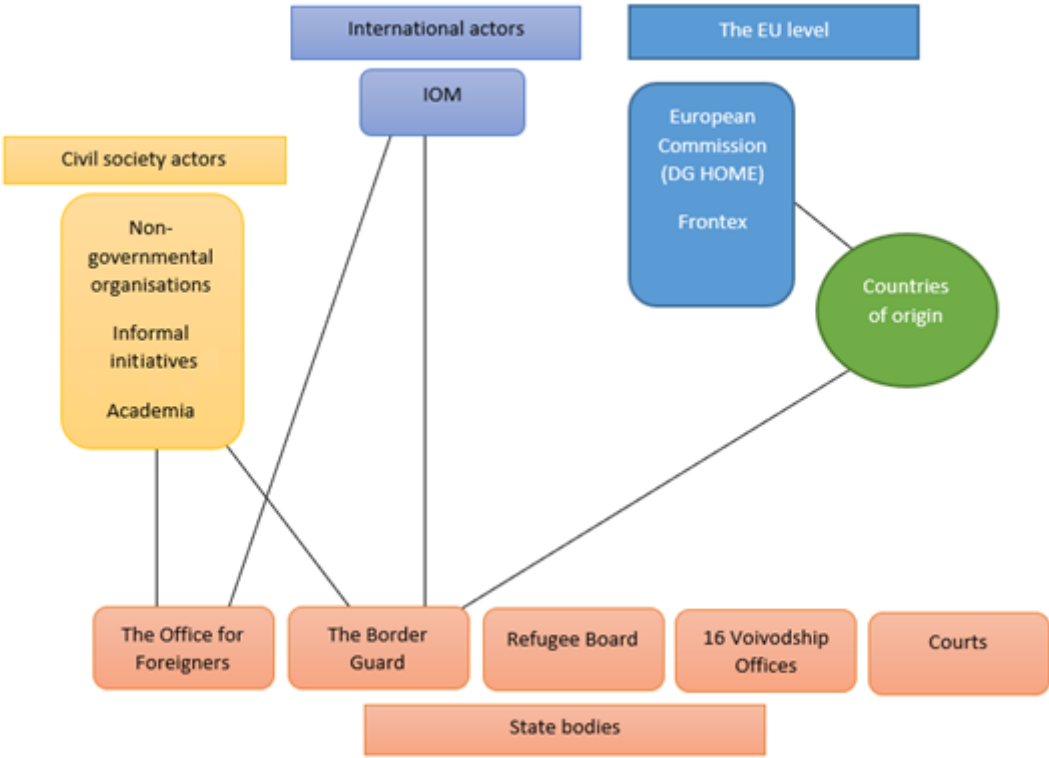 International actors
The EU level
IOM
European
Commission
(DG HOME)
Frontex
Civil society actors
Non-
governmental
organisations
Informal
initiatives
Academia
Countries
of origin
The Office for
Foreigners
The Border
Guard
Refugee Board
16 Voivodship
Offices
Courts
State bodies